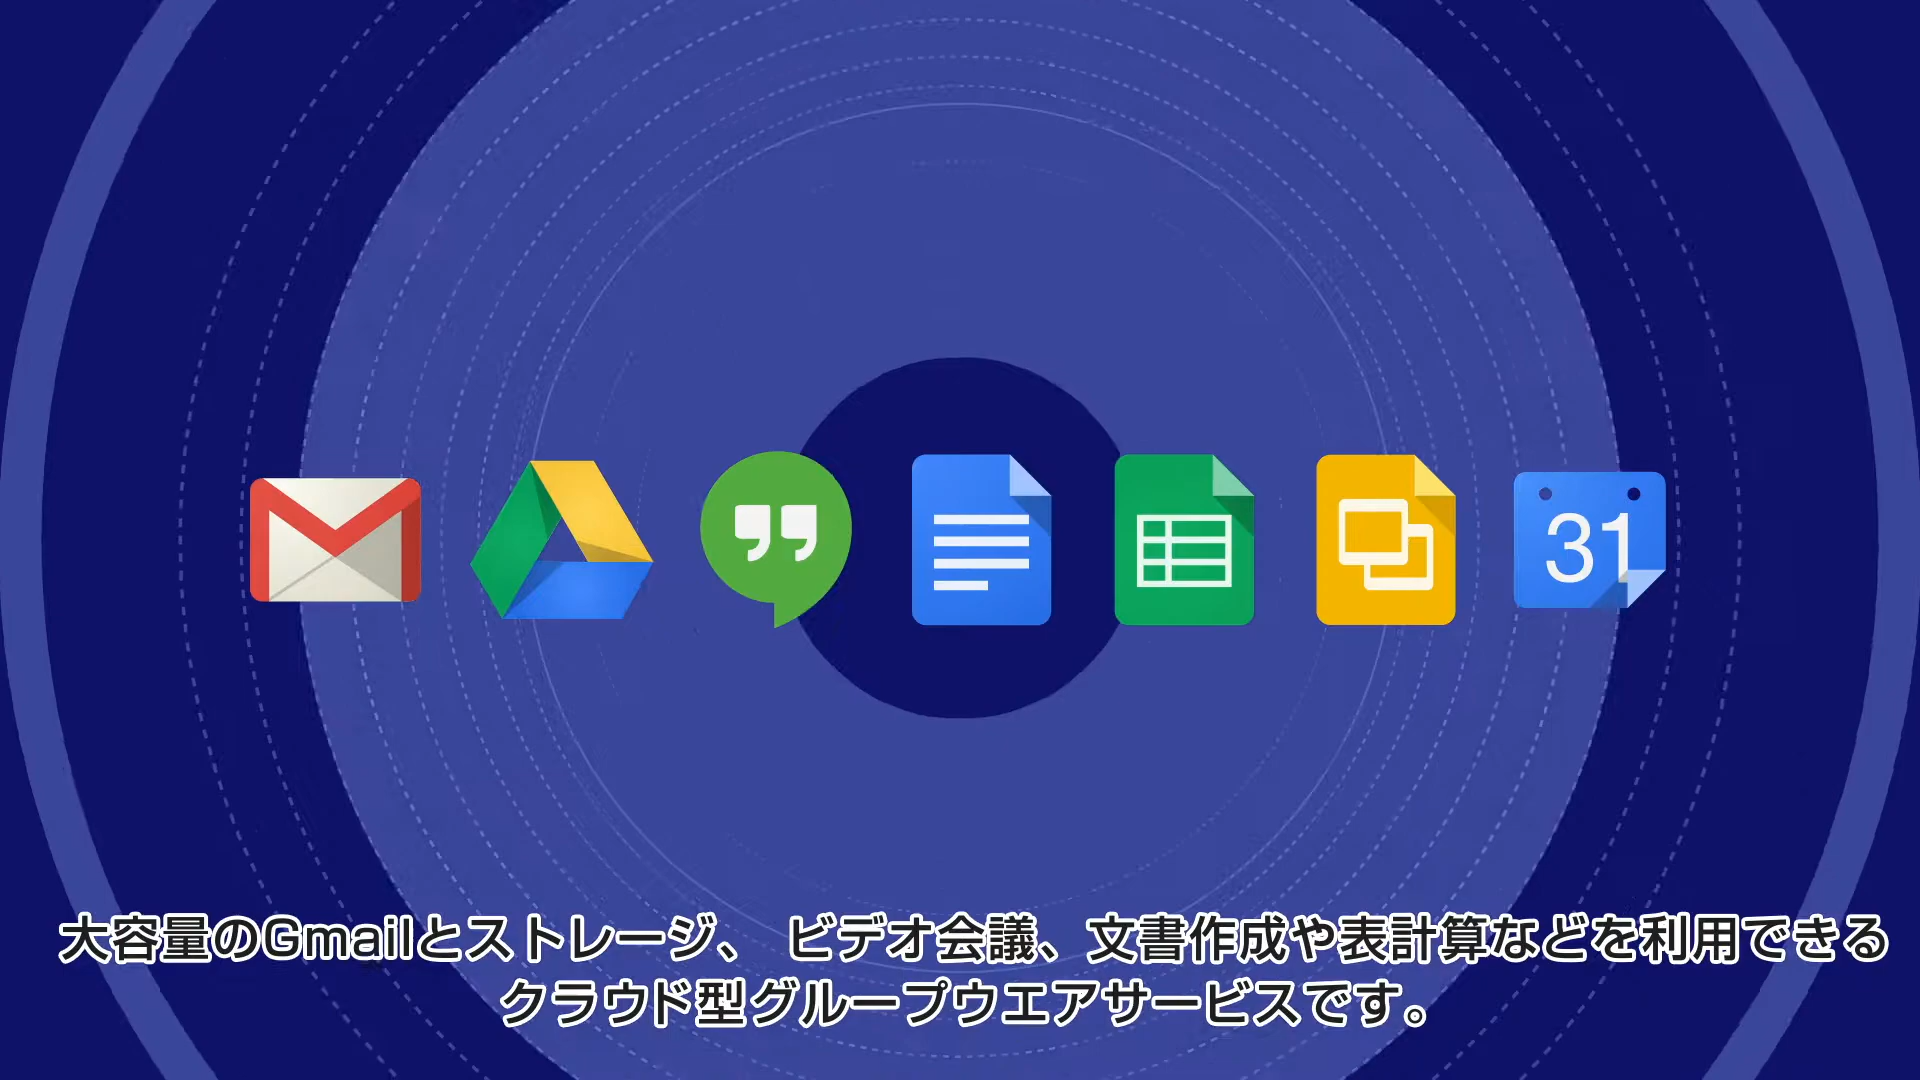 31
大容量のGmailとストレージ、 ビデオ会議、文書作成や表計算などを利用できる
クラウド型グループウエアサービスです。